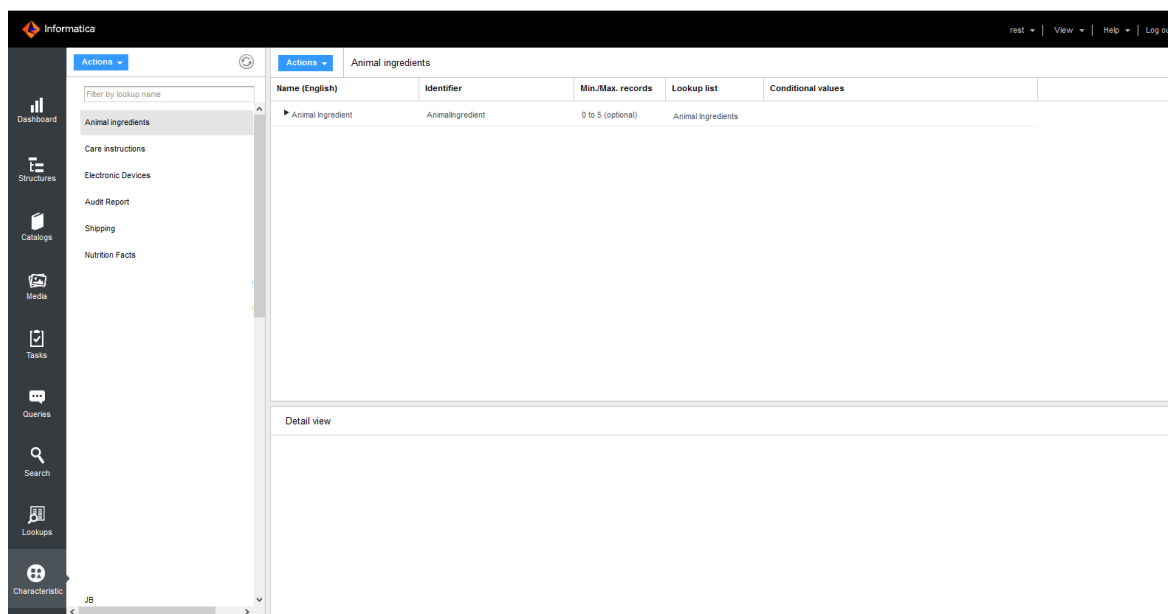 Informatica
rest View Help Log ou
Actions
Actions Animal ingredients
Filter by lookup name
Name (English) Identifier Min./Max. records Lookup list Conditional values
Animal Ingredient AnimalIngredient 0 to 5 (optional) Animal Ingredients
Dashboard
Structures
Catalogs
Media
Tasks
Queries
Search
Lookups
Characteristic
Animal ingredients
Care instructions
Electronic Devices
Audit Report
Shipping
Nutrition Facts
JB
Detail view